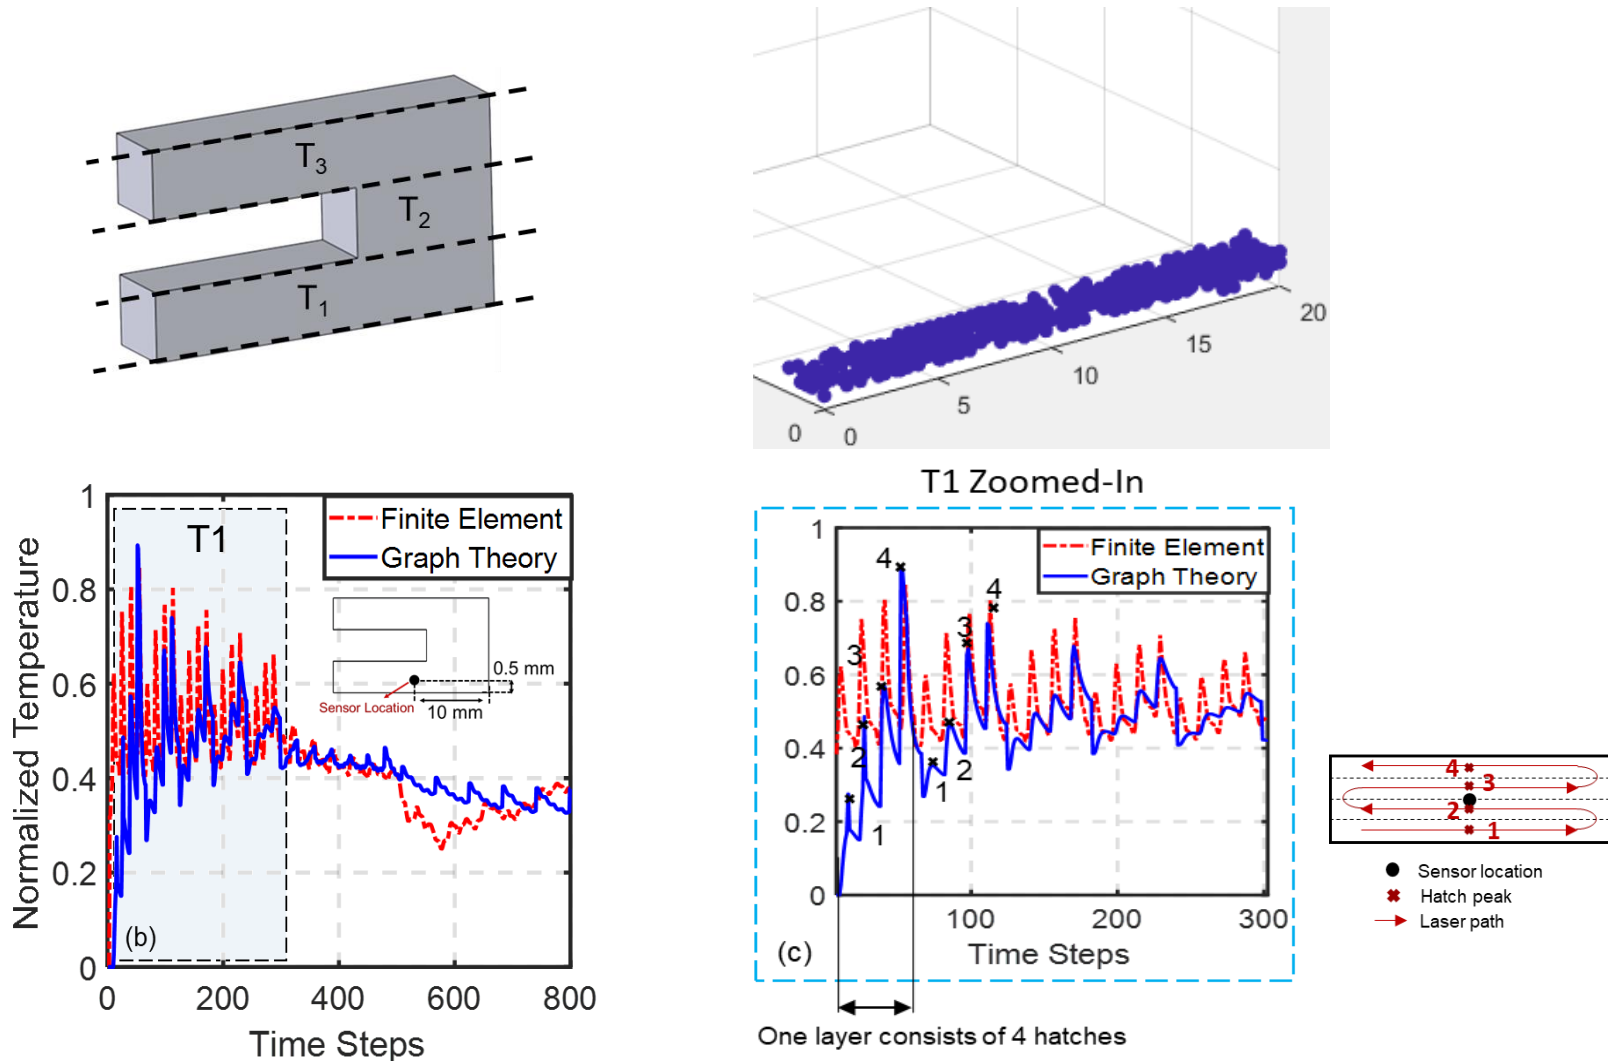 T3
T2
T1
20
15
10
5
0
0
T1 Zoomed-In
1
0.8
0.6
0.4
0.2
0
Normalized Temperature
T1
Finite Element
Graph Theory
0.5 mm
Sensor Location
10 mm
(b)
0 200 400 600 800
Time Steps
1
0.8
0.6
0.4
0.2
0
Finite Element
Graph Theory
4
4
3
3
2
2
1
1
100 200 300
(c)
Time Steps
One layer consists of 4 hatches
4
3
2
1
Sensor location
Hatch peak
Laser path